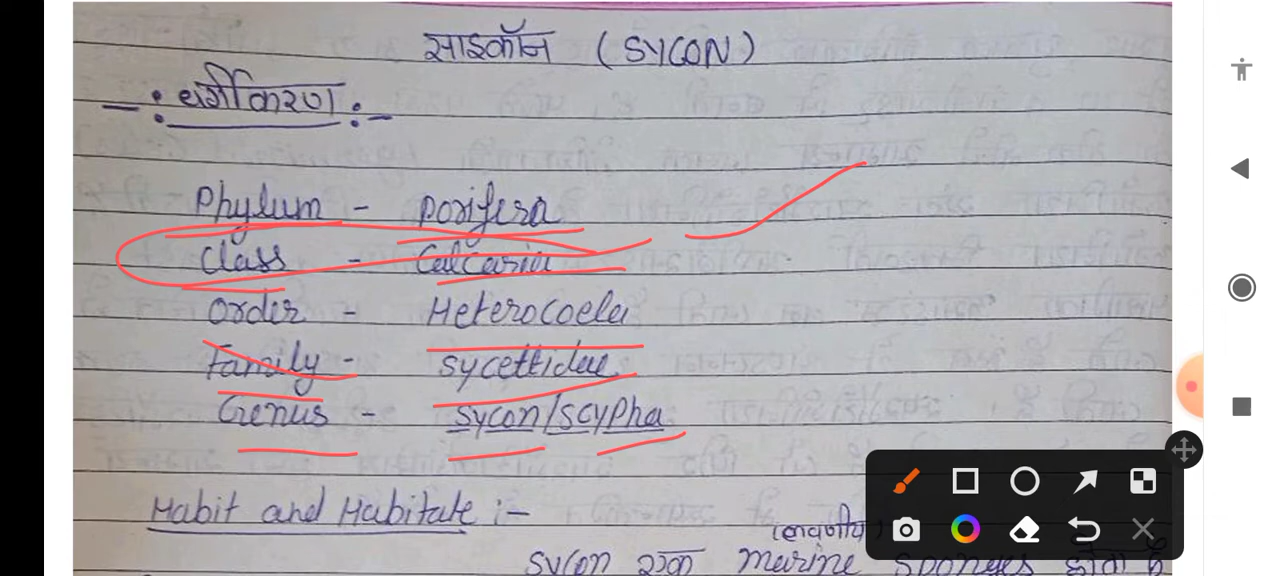 साइकॉन (SYCON)
-: वर्गीकरण :-
Phylum - Porifera
Class - Calcaria
Order - Heterocoela
Family - Sycettidae
Genus - Sycon/Scypha
Habit and Habitate :-
(लवणीय)
Sycon एक marine sponges होता है